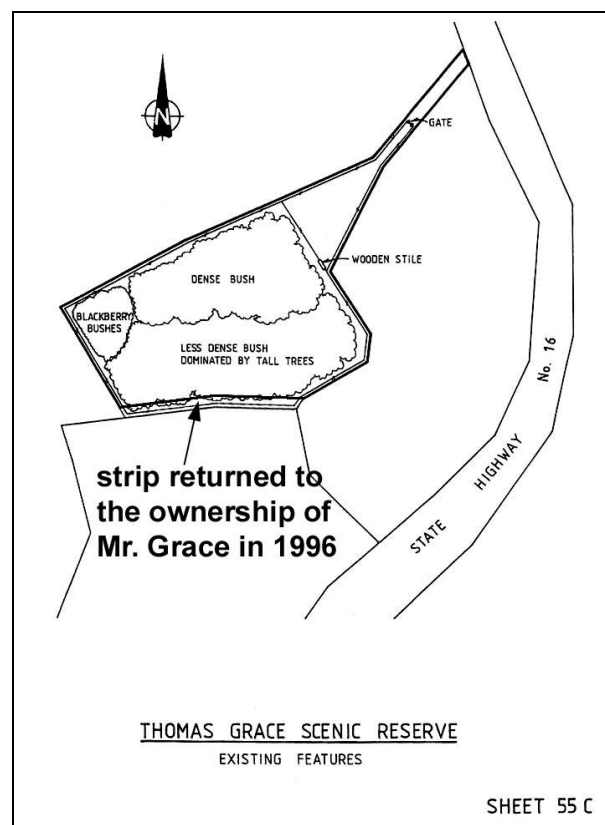 N
GATE
WOODEN STILE
DENSE BUSH
BLACKBERRY
BUSHES
LESS DENSE BUSH
DOMINATED BY TALL TREES
No. 16
STATE HIGHWAY
strip returned to
the ownership of
Mr. Grace in 1996
THOMAS GRACE SCENIC RESERVE
EXISTING FEATURES
SHEET 55 C